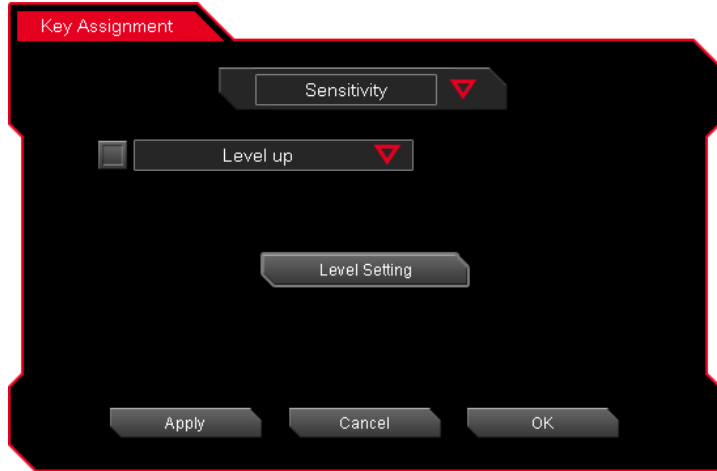 Key Assignment
Sensitivity
Level up
Level Setting
Apply Cancel OK